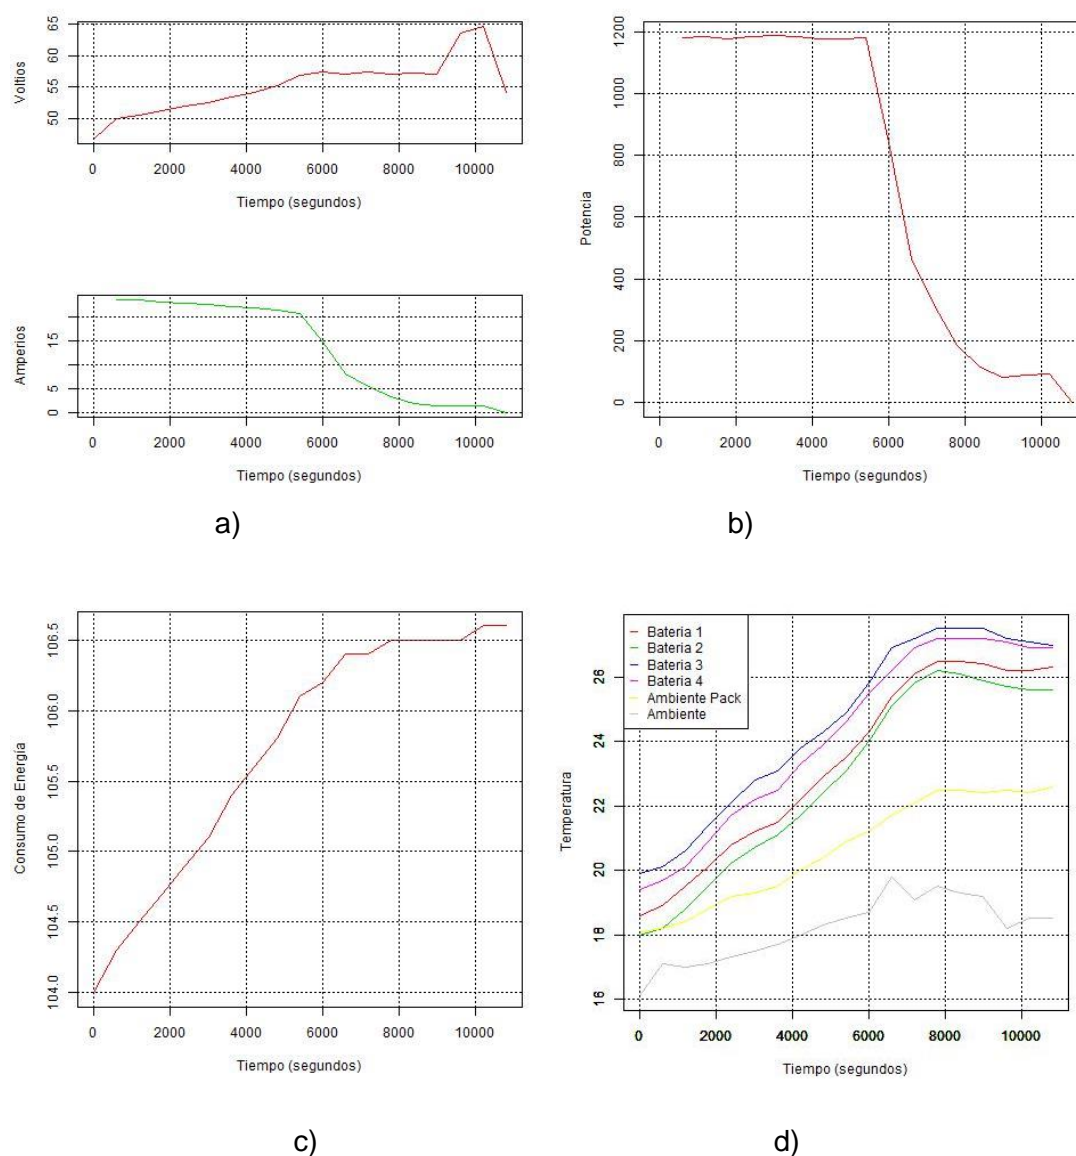 65
60
55
50
Voltios
0 2000 4000 6000 8000 10000
Tiempo (segundos)
15
5
0
Amperios
0 2000 4000 6000 8000 10000
Tiempo (segundos)
a)
1200
1000
800
600
400
200
0
Potencia
0 2000 4000 6000 8000 10000
Tiempo (segundos)
b)
106.5
106.0
105.5
105.0
104.5
104.0
Consumo de Energía
0 2000 4000 6000 8000 10000
Tiempo (segundos)
c)
Bateria 1
Bateria 2
Bateria 3
Bateria 4
Ambiente Pack
Ambiente
26
24
22
20
18
16
Temperatura
0 2000 4000 6000 8000 10000
Tiempo (segundos)
d)